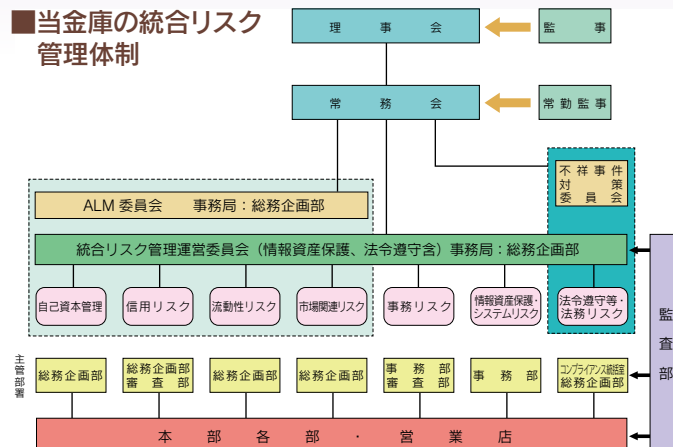 ■当金庫の統合リスク
管理体制
理事会
監事
常務会
常勤監事
不祥事件
対策
委員会
ALM 委員会 事務局：総務企画部
統合リスク管理運営委員会（情報資産保護、法令遵守含）事務局：総務企画部
自己資本管理
信用リスク
流動性リスク
市場関連リスク
事務リスク
情報資産保護・
システムリスク
法令遵守等・
法務リスク
監査部
主管部署
総務企画部
総務企画部
審査部
総務企画部
総務企画部
事務部
審査部
事務部
コンプライアンス統括室
総務企画部
本部各部・営業店